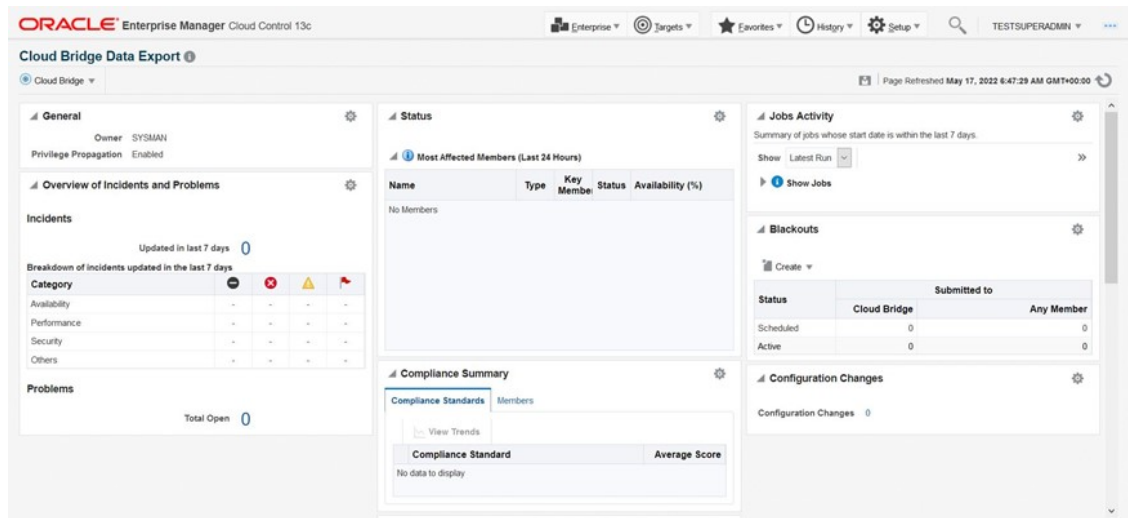 ORACLE Enterprise Manager Cloud Control 13c
Enterprise Targets Favorites History Setup TESTSUPERADMIN
Cloud Bridge Data Export
Cloud Bridge
Page Refreshed May 17, 2022 6:47:29 AM GMT+00:00
General
Owner SYSMAN
Privilege Propagation Enabled
Overview of Incidents and Problems
Incidents
Updated in last 7 days 0
Breakdown of incidents updated in the last 7 days
Category
Availability - - - -
Performance - - - -
Security - - - -
Others - - - -
Problems
Total Open 0
Status
Most Affected Members (Last 24 Hours)
Name Type Key Member Status Availability (%)
No Members
Compliance Summary
Compliance Standards Members
View Trends
Compliance Standard Average Score
No data to display
Jobs Activity
Summary of jobs whose start date is within the last 7 days.
Show Latest Run
Show Jobs
Blackouts
Create
Status Submitted to
Cloud Bridge Any Member
Scheduled 0 0
Active 0 0
Configuration Changes
Configuration Changes 0